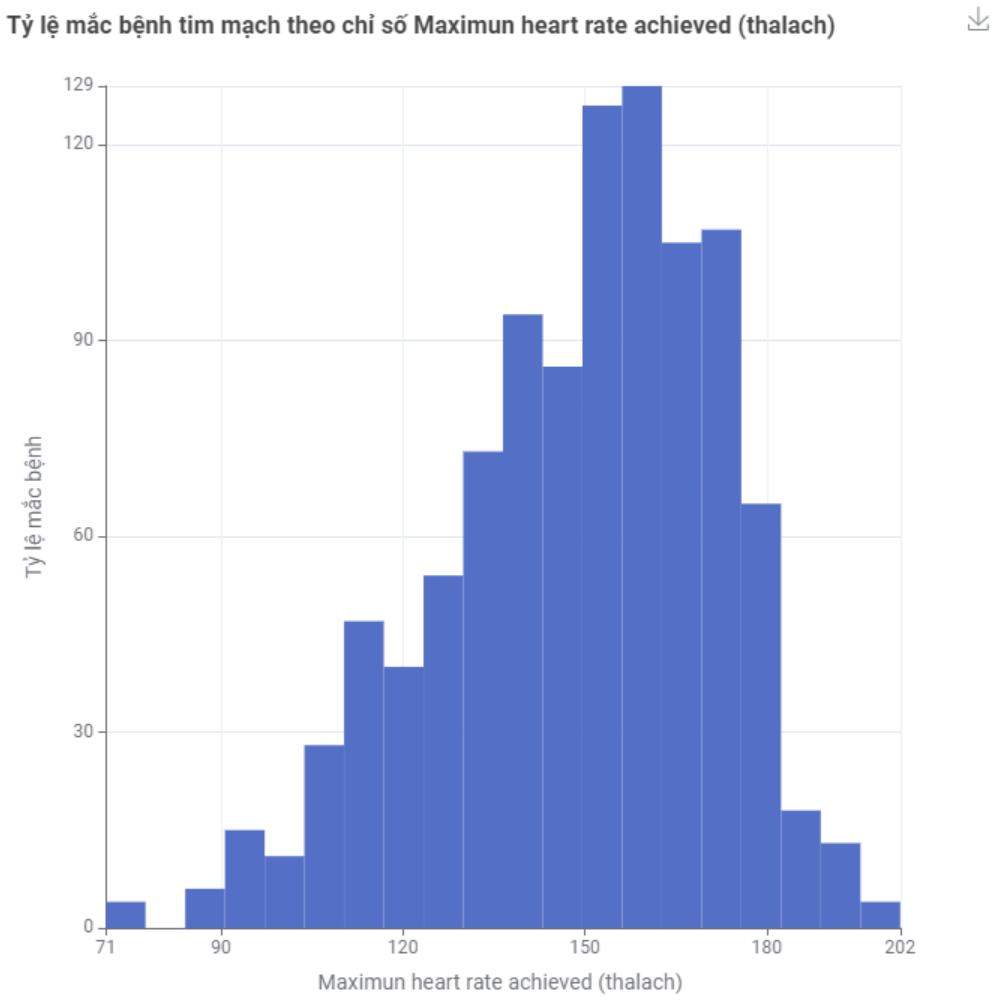 Tỷ lệ mắc bệnh tim mạch theo chỉ số Maximun heart rate achieved (thalach)
129
120
90
60
30
0
Tỷ lệ mắc bệnh
71 90 120 150 180 202
Maximun heart rate achieved (thalach)